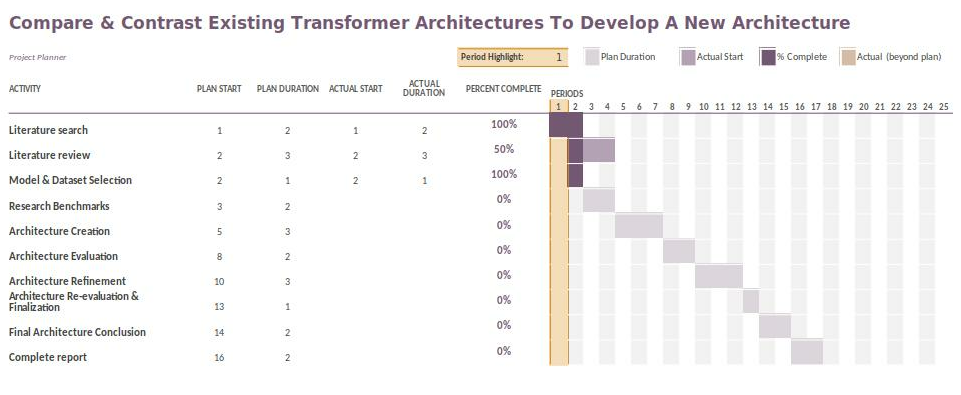 Compare & Contrast Existing Transformer Architectures To Develop A New Architecture
Project Planner
Period Highlight: 1 Plan Duration Actual Start % Complete Actual (beyond plan)
ACTIVITY PLAN START PLAN DURATION ACTUAL START ACTUAL DURATION PERCENT COMPLETE PERIODS
1 2 3 4 5 6 7 8 9 10 11 12 13 14 15 16 17 18 19 20 21 22 23 24 25
Literature search 1 2 1 2 100%
Literature review 2 3 2 3 50%
Model & Dataset Selection 2 1 2 1 100%
Research Benchmarks 3 2 0%
Architecture Creation 5 3 0%
Architecture Evaluation 8 2 0%
Architecture Refinement 10 3 0%
Architecture Re-evaluation &
Finalization 13 1 0%
Final Architecture Conclusion 14 2 0%
Complete report 16 2 0%